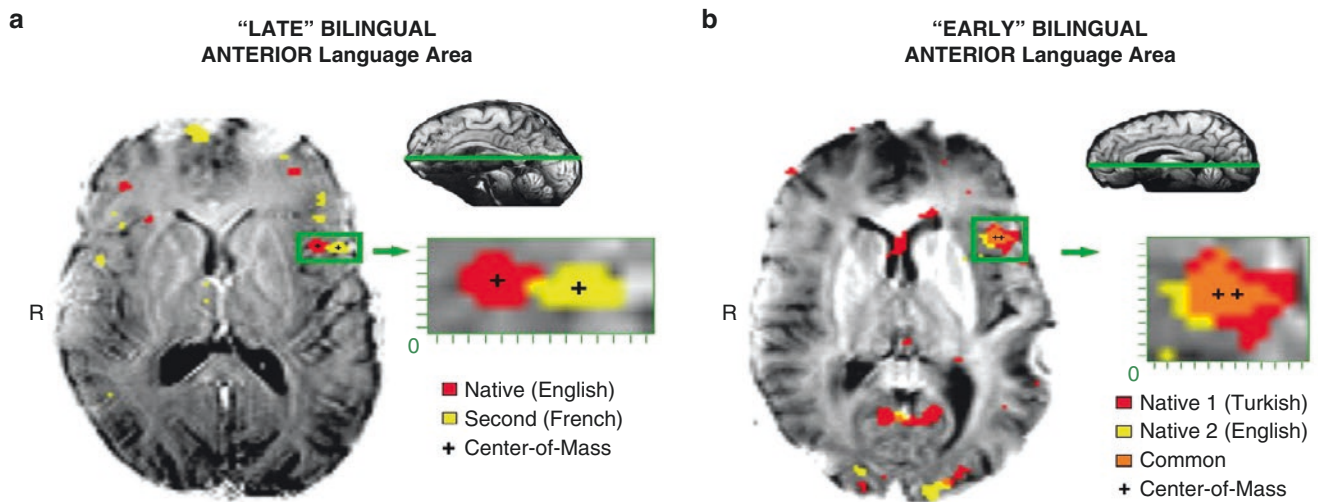 a
“LATE” BILINGUAL
ANTERIOR Language Area
R
0
Native (English)
Second (French)
Center-of-Mass
b
“EARLY” BILINGUAL
ANTERIOR Language Area
R
0
Native 1 (Turkish)
Native 2 (English)
Common
Center-of-Mass